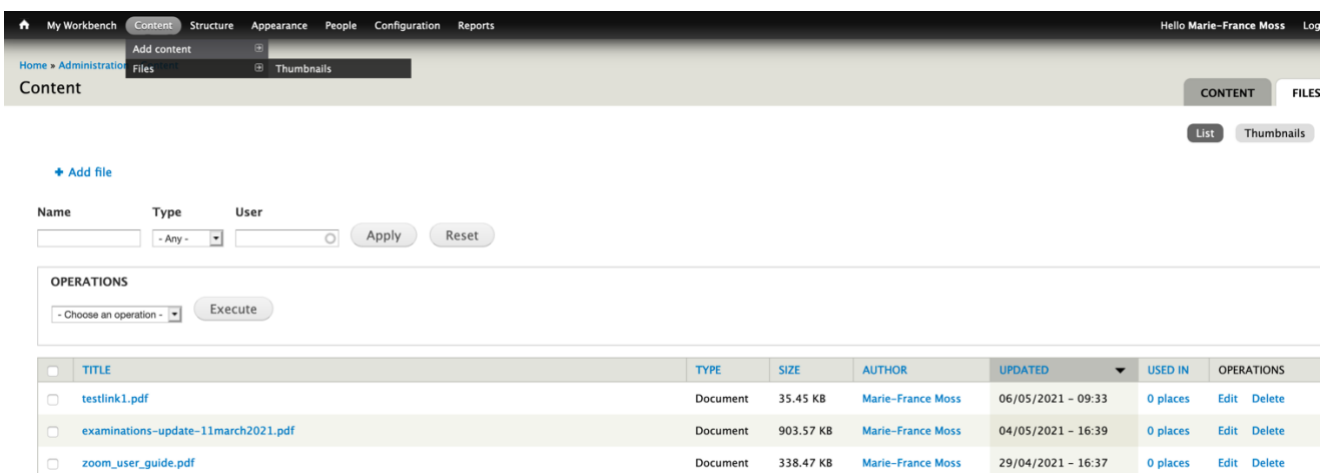 My Workbench Content Structure Appearance People Configuration Reports Hello Marie-France Moss
Add content
Home » Administration
Files Thumbnails
Content
CONTENT FILES
List Thumbnails
Add file
Name Type User
- Any - Apply Reset
OPERATIONS
- Choose an operation - Execute
TITLE TYPE SIZE AUTHOR UPDATED USED IN OPERATIONS
testlink1.pdf Document 35.45 KB Marie-France Moss 06/05/2021 - 09:33 0 places Edit Delete
examinations-update-11march2021.pdf Document 903.57 KB Marie-France Moss 04/05/2021 - 16:39 0 places Edit Delete
zoom_user_guide.pdf Document 338.47 KB Marie-France Moss 29/04/2021 - 16:37 0 places Edit Delete